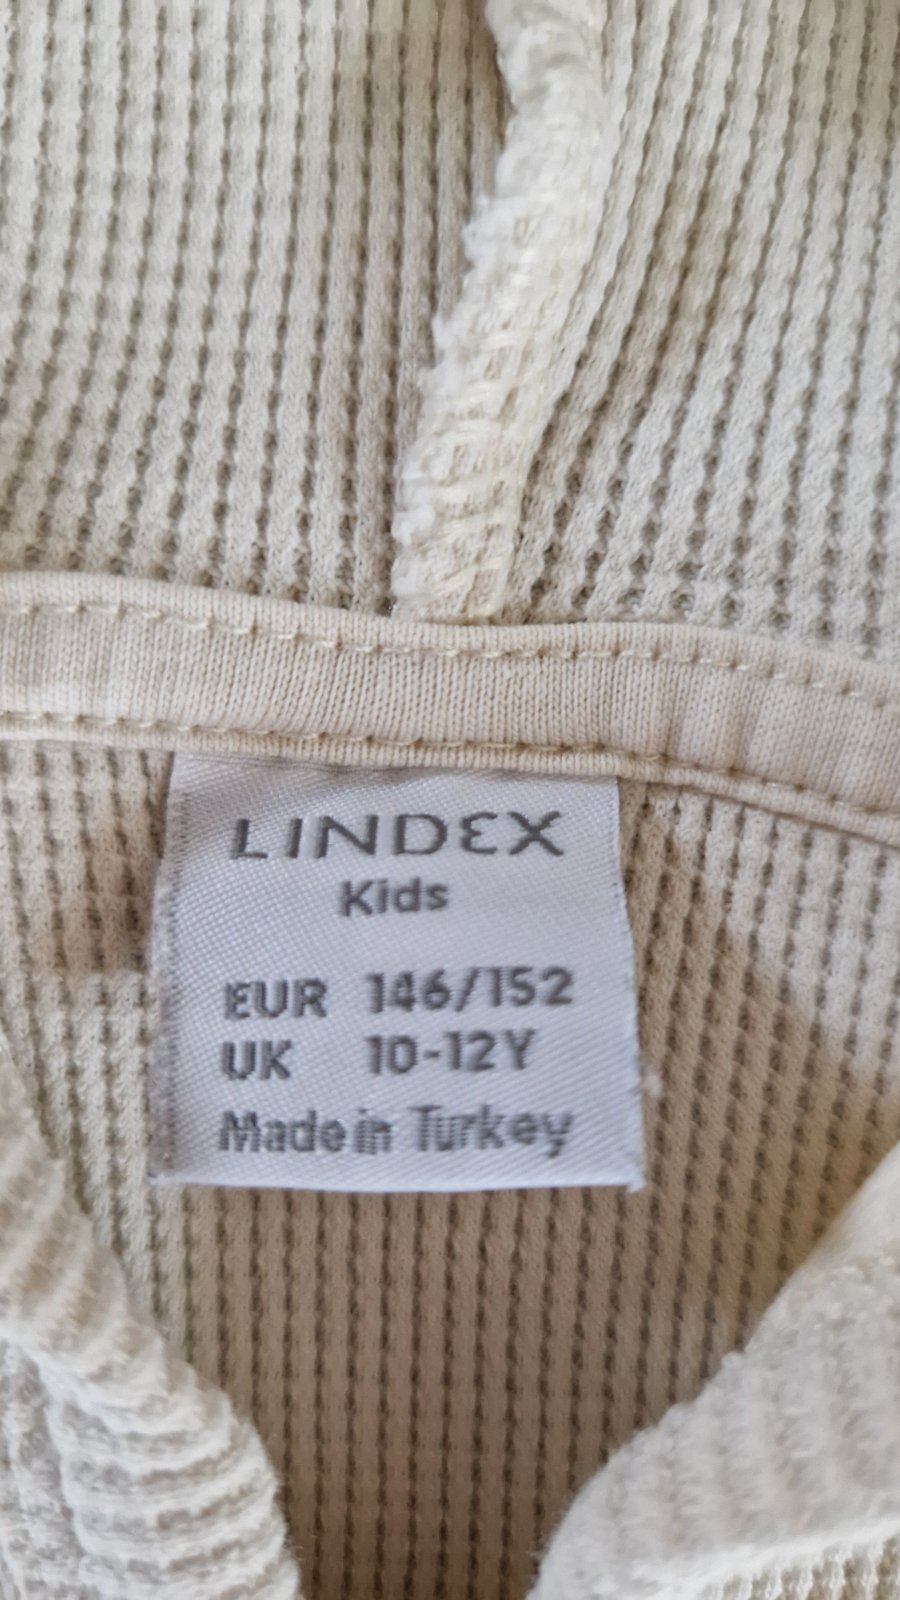 LINDEX
Kids
EUR 146/152
UK 10-12Y
Made in Turkey